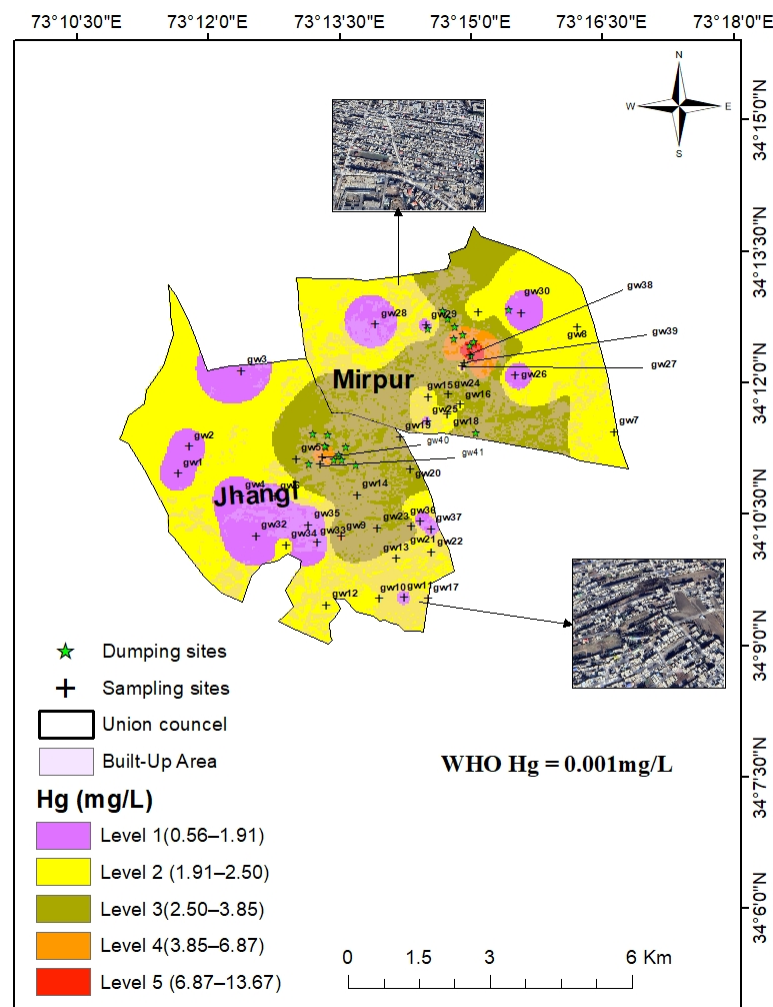 73°10'30"E 73°12'0"E 73°13'30"E 73°15'0"E 73°16'30"E 73°18'0"E
N
W E
S
34°15'0"N
34°13'30"N
34°12'0"N
34°10'30"N
34°9'0"N
34°7'30"N
34°6'0"N
gw38
gw30
gw28
gw29
gw8
gw39
gw3
gw27
Mirpur
gw26
gw15
gw24
gw16
gw25
gw18
gw7
gw19
gw2
gw5
gw40
gw41
gw1
gw20
gw4
gw6
gw14
Jhangi
gw35
gw36
gw37
gw32
gw34
gw33
gw9
gw23
gw21
gw22
gw13
gw12
gw10
gw11
gw17
Dumping sites
Sampling sites
Union councel
Built-Up Area
WHO Hg = 0.001mg/L
Hg (mg/L)
Level 1(0.56–1.91)
Level 2 (1.91–2.50)
Level 3(2.50–3.85)
Level 4(3.85–6.87)
Level 5 (6.87–13.67)
0 1.5 3 6 Km